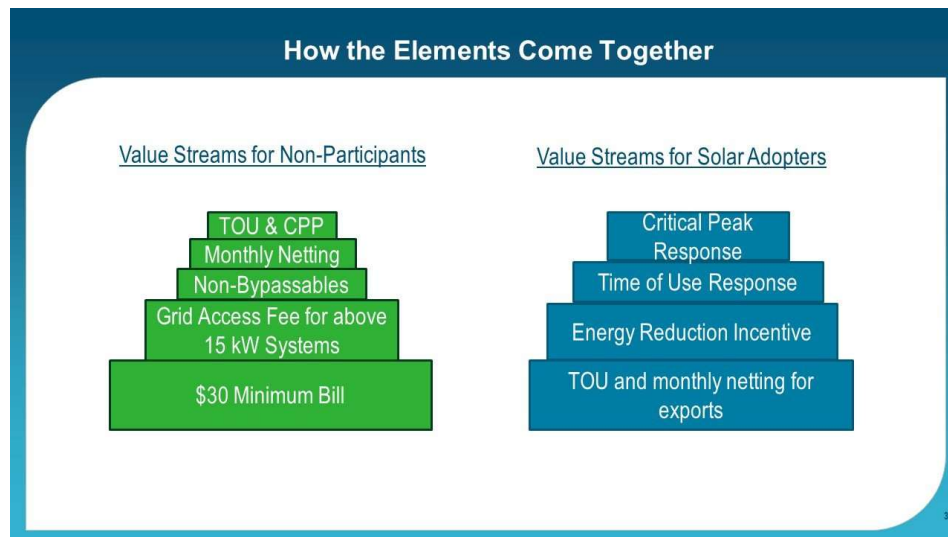 How the Elements Come Together
Value Streams for Non-Participants
TOU & CPP
Monthly Netting
Non-Bypassables
Grid Access Fee for above
15 kW Systems
$30 Minimum Bill
Value Streams for Solar Adopters
Critical Peak
Response
Time of Use Response
Energy Reduction Incentive
TOU and monthly netting for
exports
3